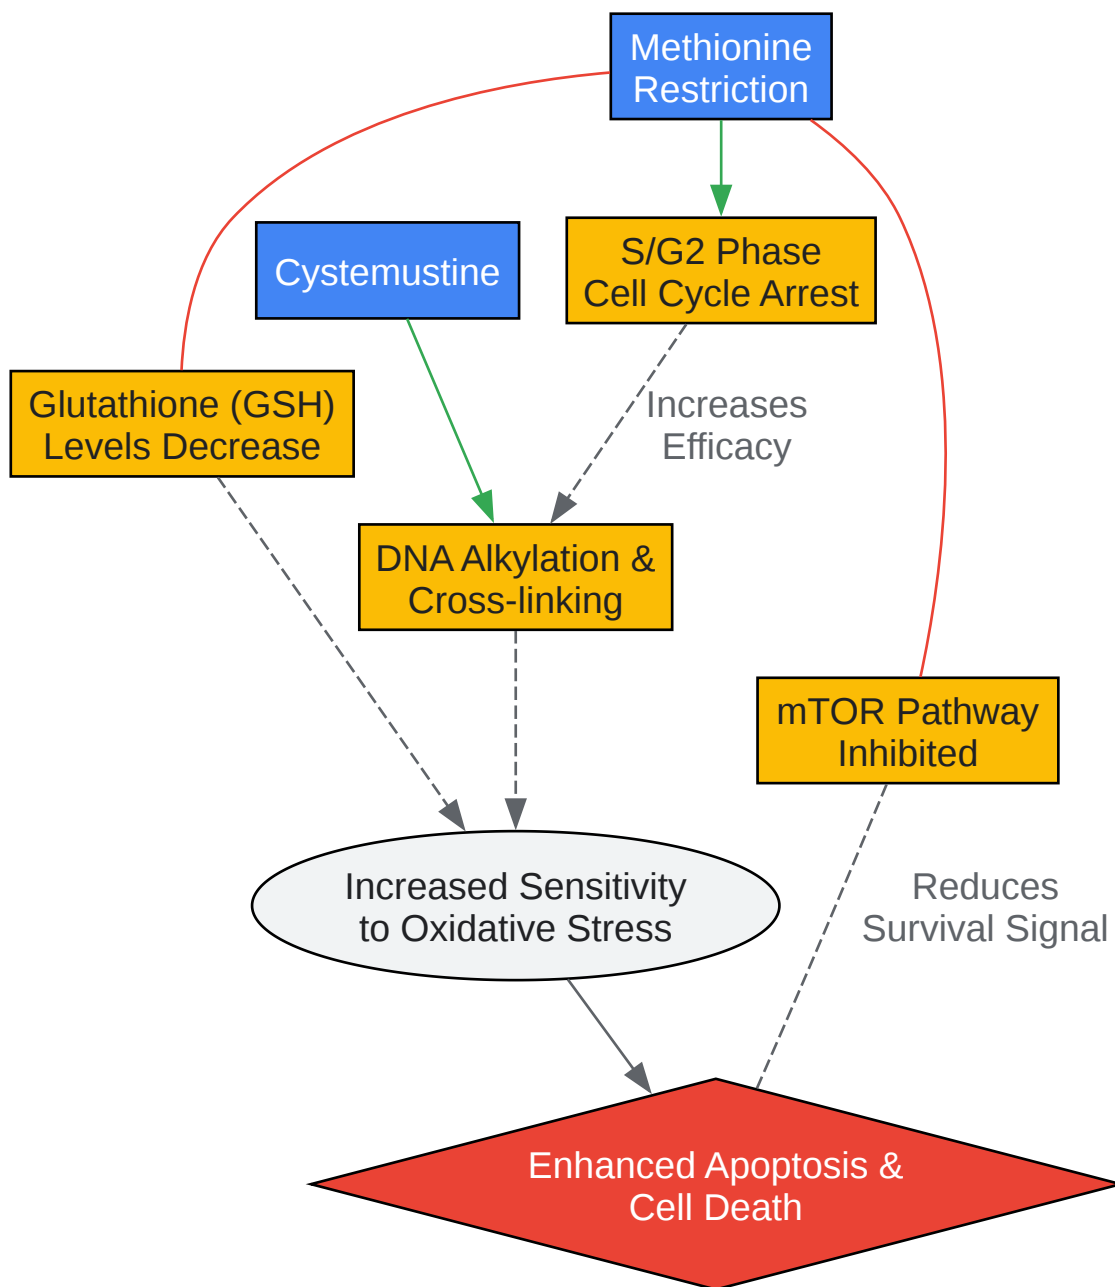 Methionine
Restriction
S/G2 Phase
Cell Cycle Arrest
Cystemustine
Glutathione (GSH)
Levels Decrease
Increases
Efficacy
DNA Alkylation &
Cross-linking
mTOR Pathway
Inhibited
Increased Sensitivity
to Oxidative Stress
Reduces
Survival Signal
Enhanced Apoptosis &
Cell Death